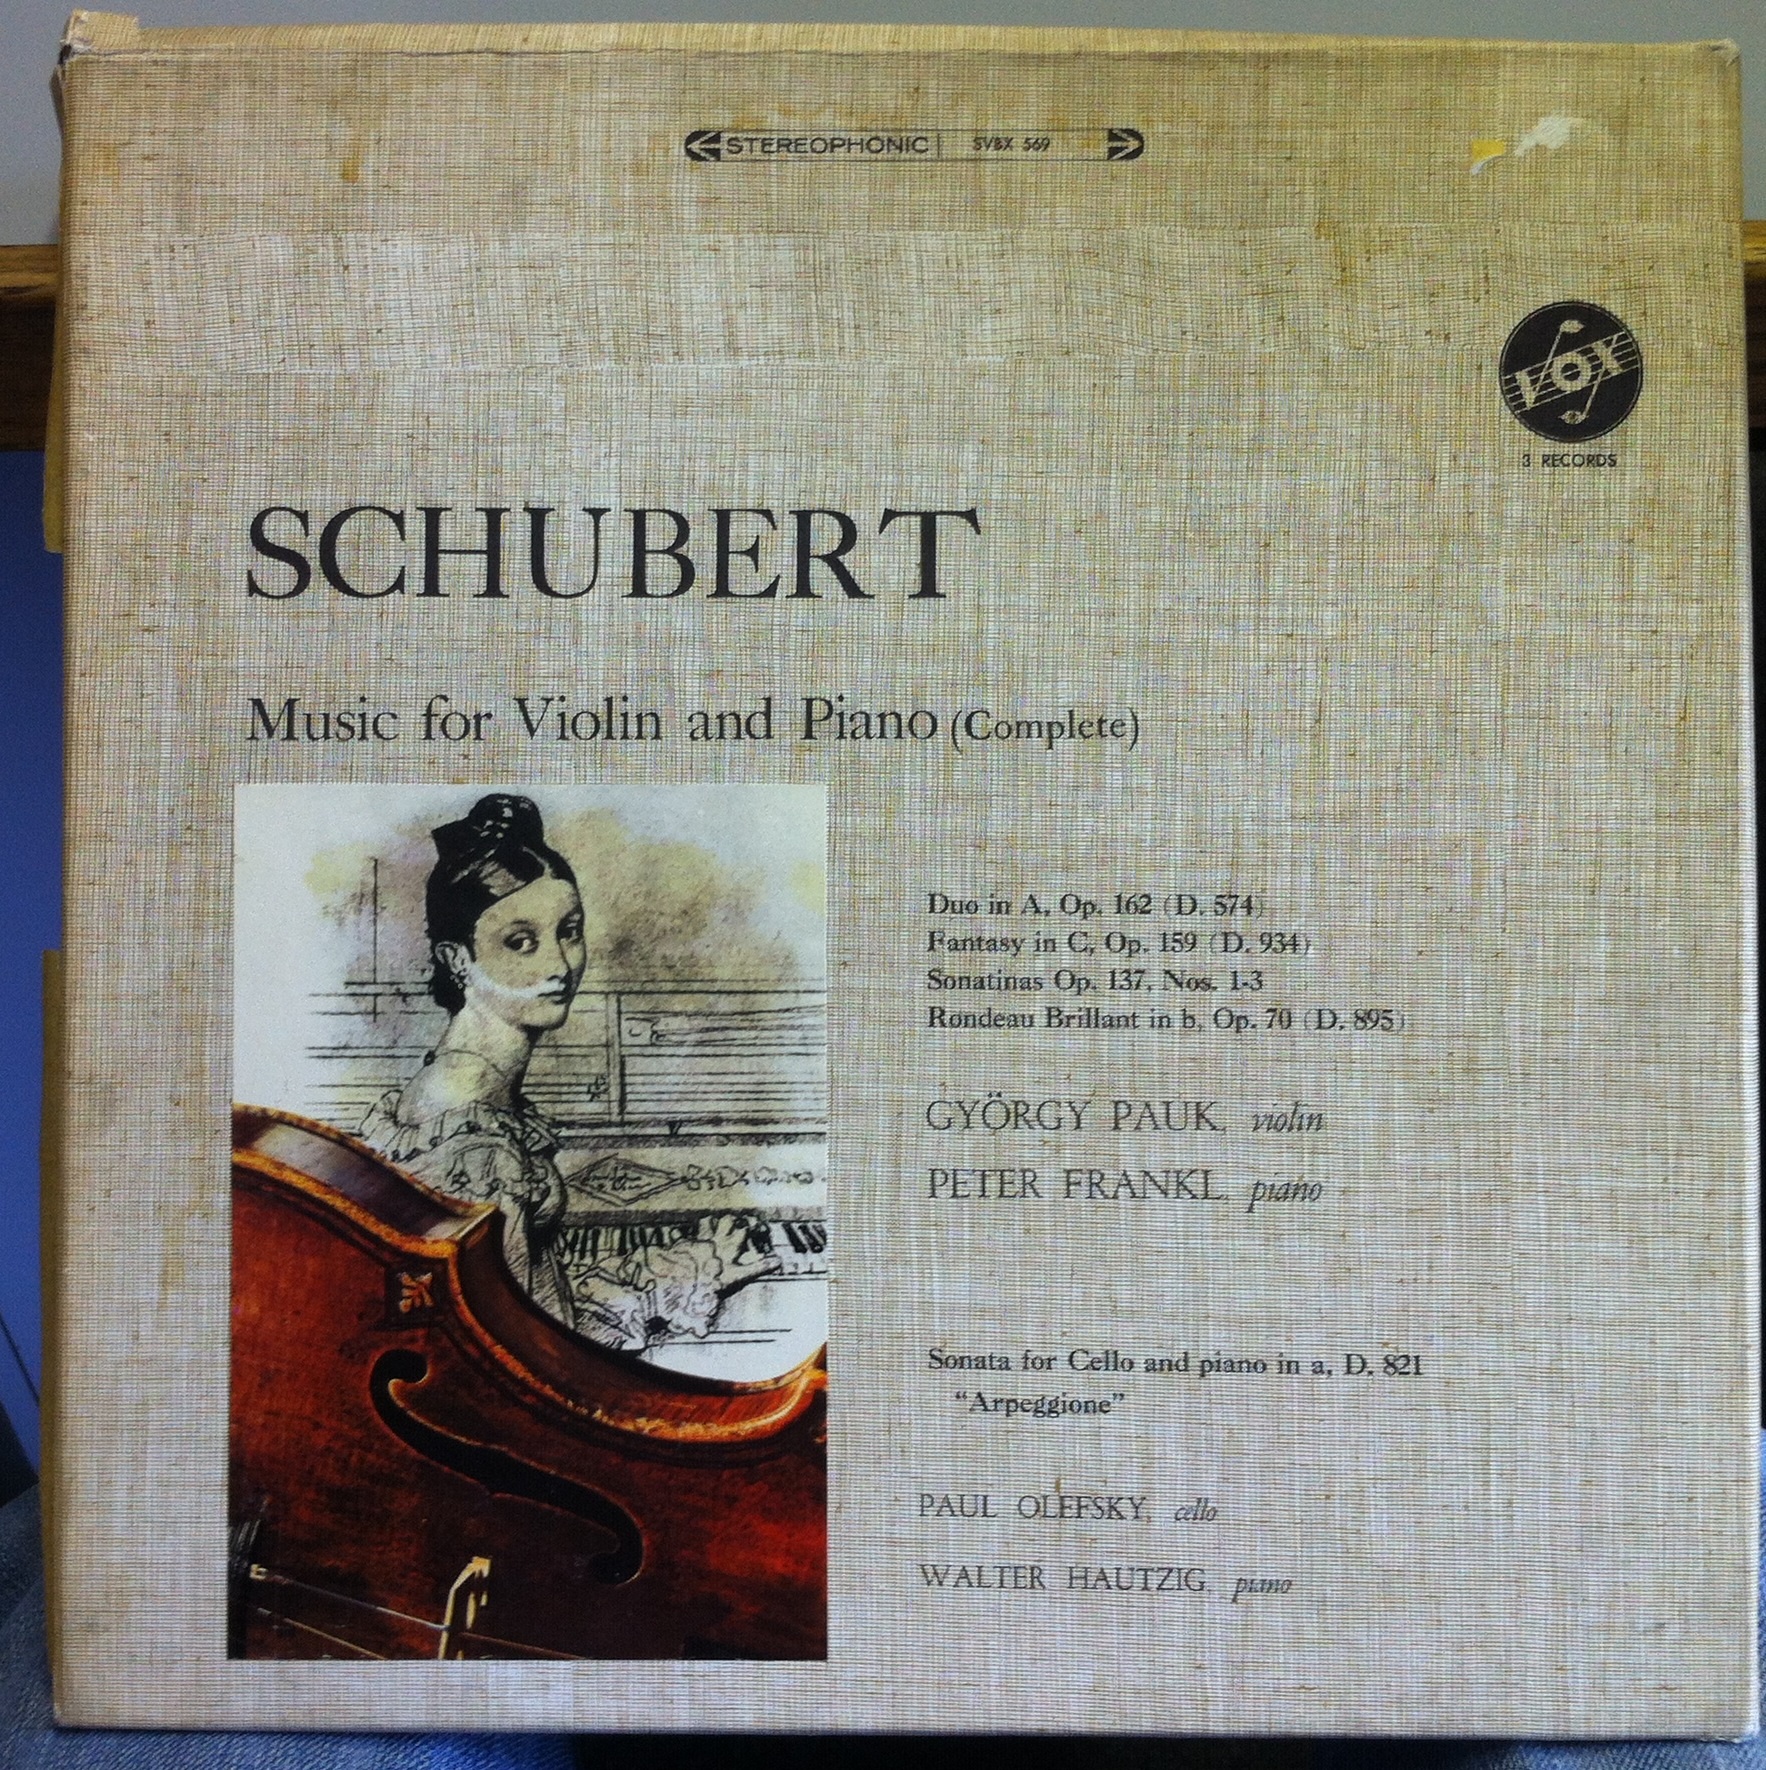 STEREOPHONIC SVBX 569
VOX
3 RECORDS
SCHUBERT
Music for Violin and Piano (Complete)
Duo in A, Op. 162 (D. 574)
Fantasy in C, Op. 159 (D. 934)
Sonatinas Op. 137, Nos. 1-3
Rondeau Brillant in b, Op. 70 (D. 895)
GYÖRGY PAUK, violin
PETER FRANKL, piano
Sonata for Cello and piano in a, D. 821
“Arpeggione”
PAUL OLEFSKY, cello
WALTER HAUTZIG, piano